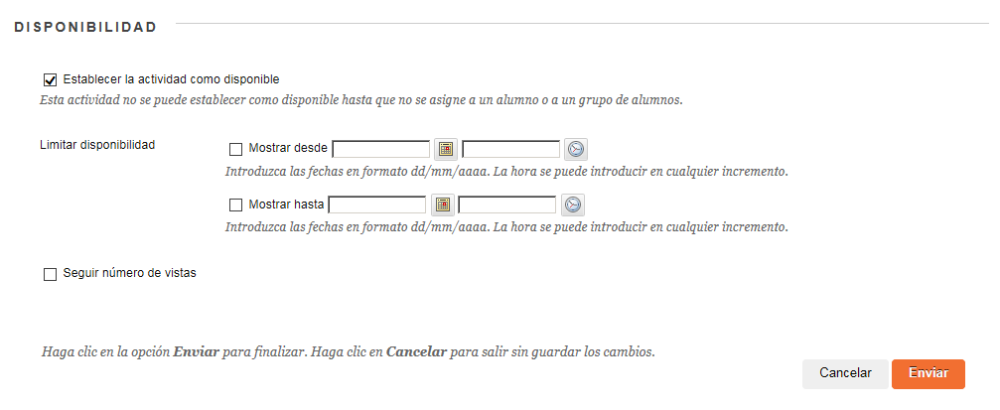 DISPONIBILIDAD
Establecer la actividad como disponible
Esta actividad no se puede establecer como disponible hasta que no se asigne a un alumno o a un grupo de alumnos.
Limitar disponibilidad
Mostrar desde
Introduzca las fechas en formato dd/mm/aaaa. La hora se puede introducir en cualquier incremento.
Mostrar hasta
Introduzca las fechas en formato dd/mm/aaaa. La hora se puede introducir en cualquier incremento.
Seguir número de vistas
Haga clic en la opción Enviar para finalizar. Haga clic en Cancelar para salir sin guardar los cambios.
Cancelar Enviar